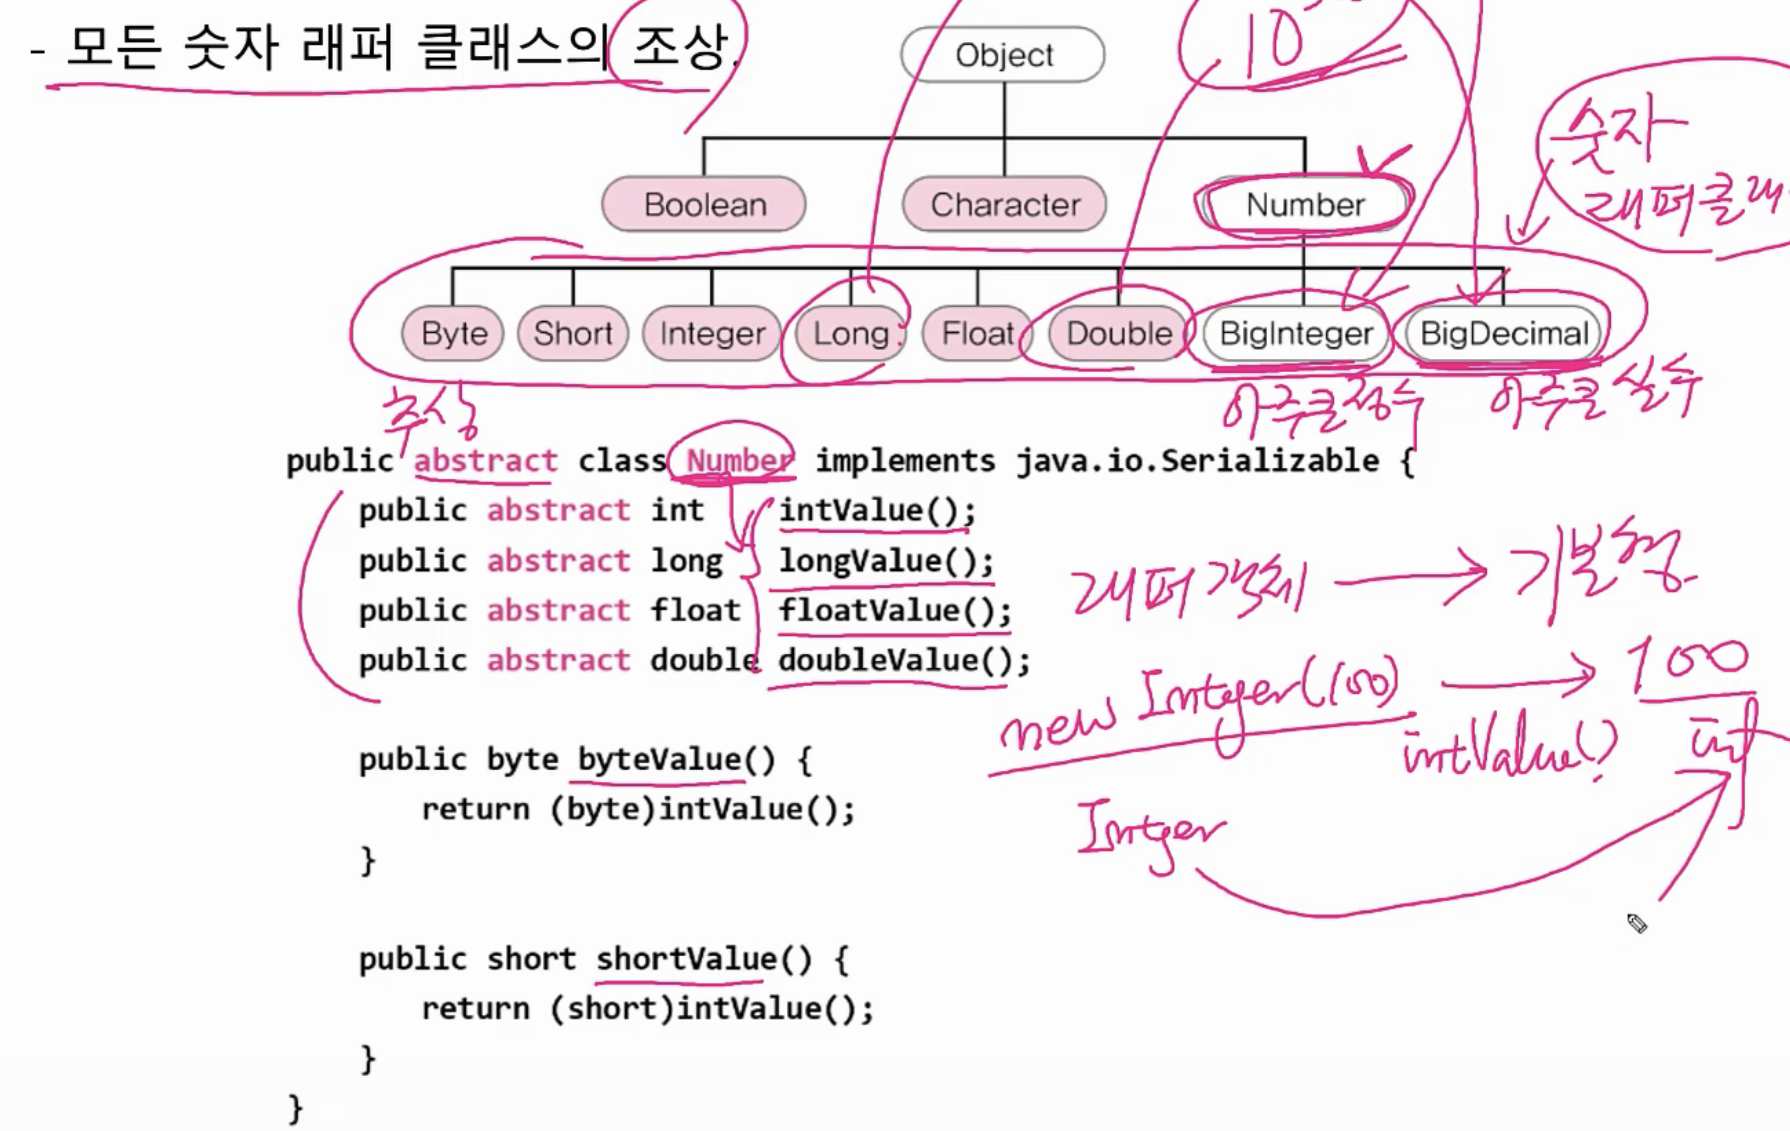 - 모든 숫자 래퍼 클래스의 조상.
Object
10
숫자
Boolean Character Number
래퍼클래
Byte Short Integer Long Float Double BigInteger BigDecimal
추상
아주큰정수 아주큰실수
public abstract class Number implements java.io.Serializable {
public abstract int intValue();
public abstract long longValue();
public abstract float floatValue();
public abstract double doubleValue();
래퍼객체 → 기본형
new Integer(100) → 100
intValue() int
Integer
public byte byteValue() {
return (byte)intValue();
}
public short shortValue() {
return (short)intValue();
}
}